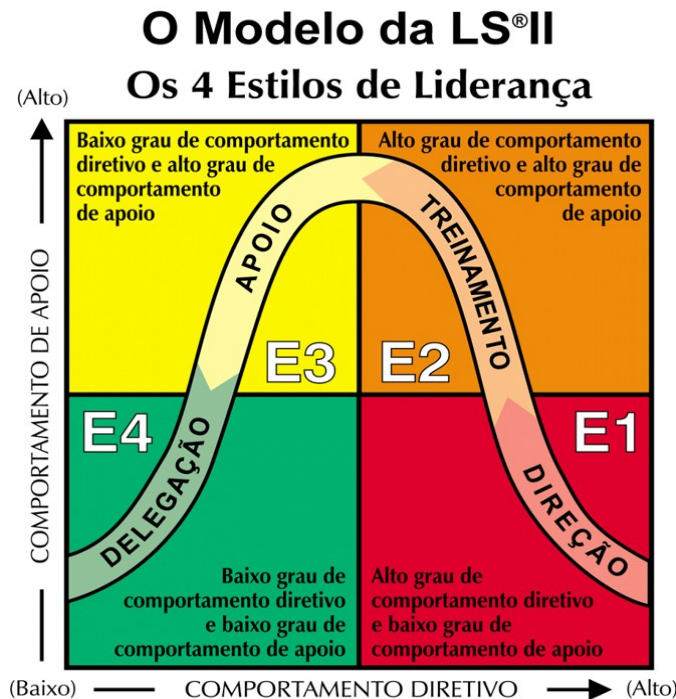 O Modelo da LS®II
Os 4 Estilos de Liderança
(Alto)
Baixo grau de comportamento
diretivo e alto grau de
comportamento
de apoio
Alto grau de comportamento
diretivo e alto grau de
comportamento
de apoio
APOIO
TREINAMENTO
E3
E2
COMPORTAMENTO DE APOIO
E4
E1
DELEGAÇÃO
DIREÇÃO
Baixo grau de
comportamento diretivo
e baixo grau de
comportamento de apoio
Alto grau de
comportamento diretivo
e baixo grau de
comportamento de apoio
(Baixo)
COMPORTAMENTO DIRETIVO
(Alto)